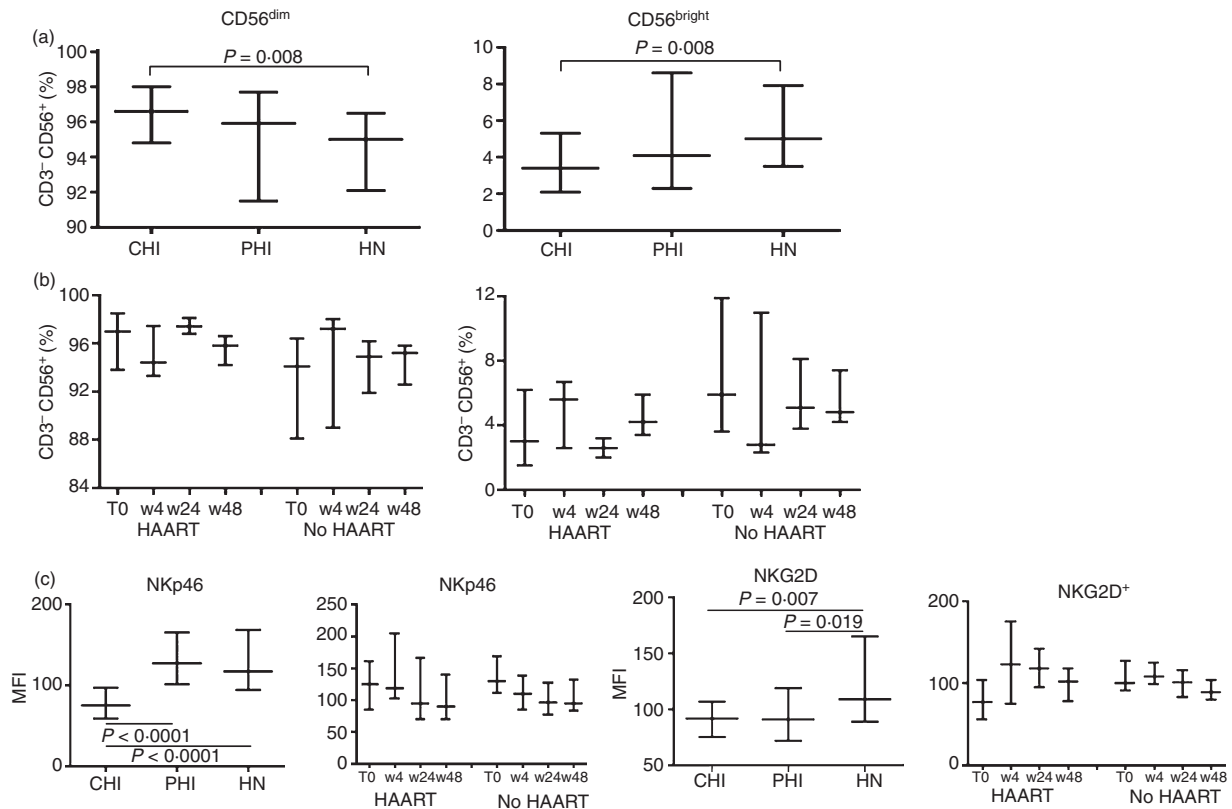 (a)
CD56dim
CD3– CD56+ (%)
100
98
96
94
92
90
P = 0·008
CHI PHI HN
CD56bright
10
8
6
4
2
0
P = 0·008
CHI PHI HN
(b)
CD3– CD56+ (%)
100
96
92
88
84
T0 w4 w24 w48 T0 w4 w24 w48
HAART No HAART
CD3– CD56+ (%)
12
8
4
0
T0 w4 w24 w48 T0 w4 w24 w48
HAART No HAART
(c)
NKp46
MFI
200
100
0
P < 0·0001
P < 0·0001
CHI PHI HN
NKp46
250
200
150
100
50
0
T0 w4 w24 w48 T0 w4 w24 w48
HAART No HAART
NKG2D
MFI
200
150
100
50
P = 0·007
P = 0·019
CHI PHI HN
NKG2D+
200
100
0
T0 w4 w24 w48 T0 w4 w24 w48
HAART No HAART